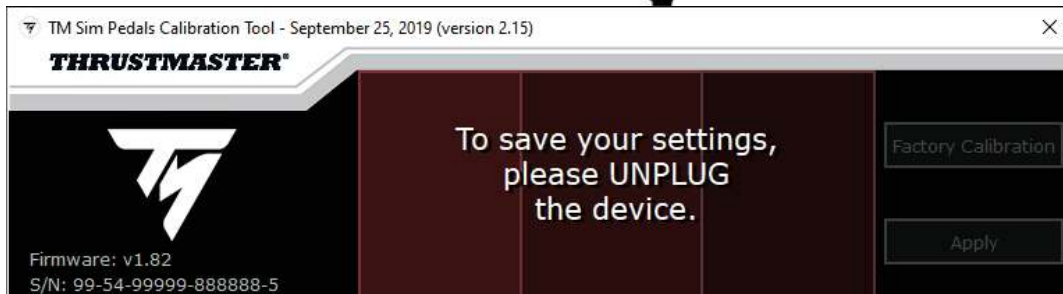 TM Sim Pedals Calibration Tool - September 25, 2019 (version 2.15)
THRUSTMASTER®
To save your settings,
please UNPLUG
the device.
Factory Calibration
Apply
Firmware: v1.82
S/N: 99-54-99999-888888-5